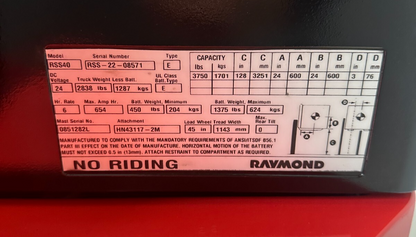 Model Serial Number Type
RSS40 RSS-22-08571 E
DC Voltage Truck Weight Less Batt. UL Class Batt.Type
24 2838 lbs 1287 kgs E
Hr. Rate Max. Amp Hr. Battery, Minimum Battery, Maximum
6 654 450 lbs 204 kgs 1375 lbs 624 kgs
Mast Serial No. Attachment Load Wheel Tread Width Max. Rear Tilt
0851282L HN43117-2M 45 in 1143 mm 0
CAPACITY C C A A B B D D
lbs kgs in mm in mm in mm in mm
3750 1701 128 3251 24 600 24 600 3 76
MANUFACTURED TO COMPLY WITH THE MANDATORY REQUIREMENTS OF ANSI/ITSDF B56.1
PART III EFFECTIVE ON THE DATE OF MANUFACTURE. HORIZONTAL MOTION OF THE BATTERY
MUST NOT EXCEED 0.5 in (13mm). ATTACH RESTRAINT TO COMPARTMENT AS REQUIRED.
NO RIDING RAYMOND